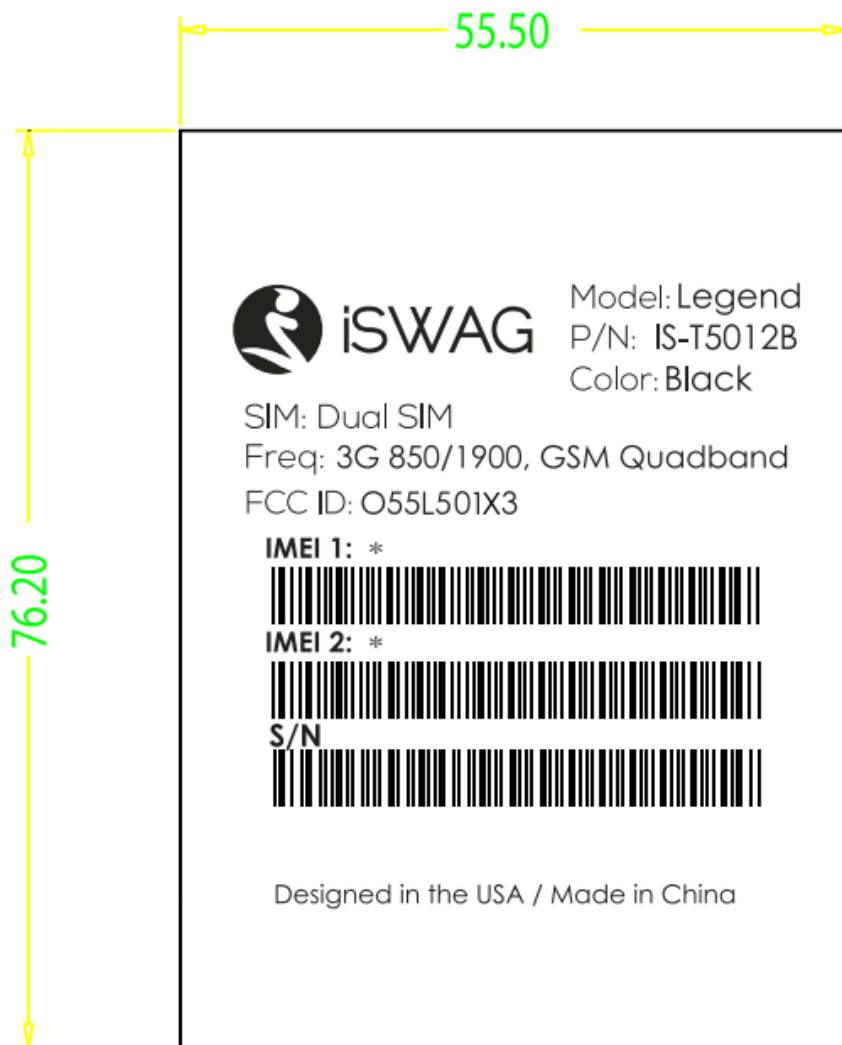 55.50
76.20
iSWAG
Model: Legend
P/N: IS-T5012B
Color: Black
SIM: Dual SIM
Freq: 3G 850/1900, GSM Quadband
FCC ID: O55L501X3
IMEI 1: *
IMEI 2: *
S/N
Designed in the USA / Made in China